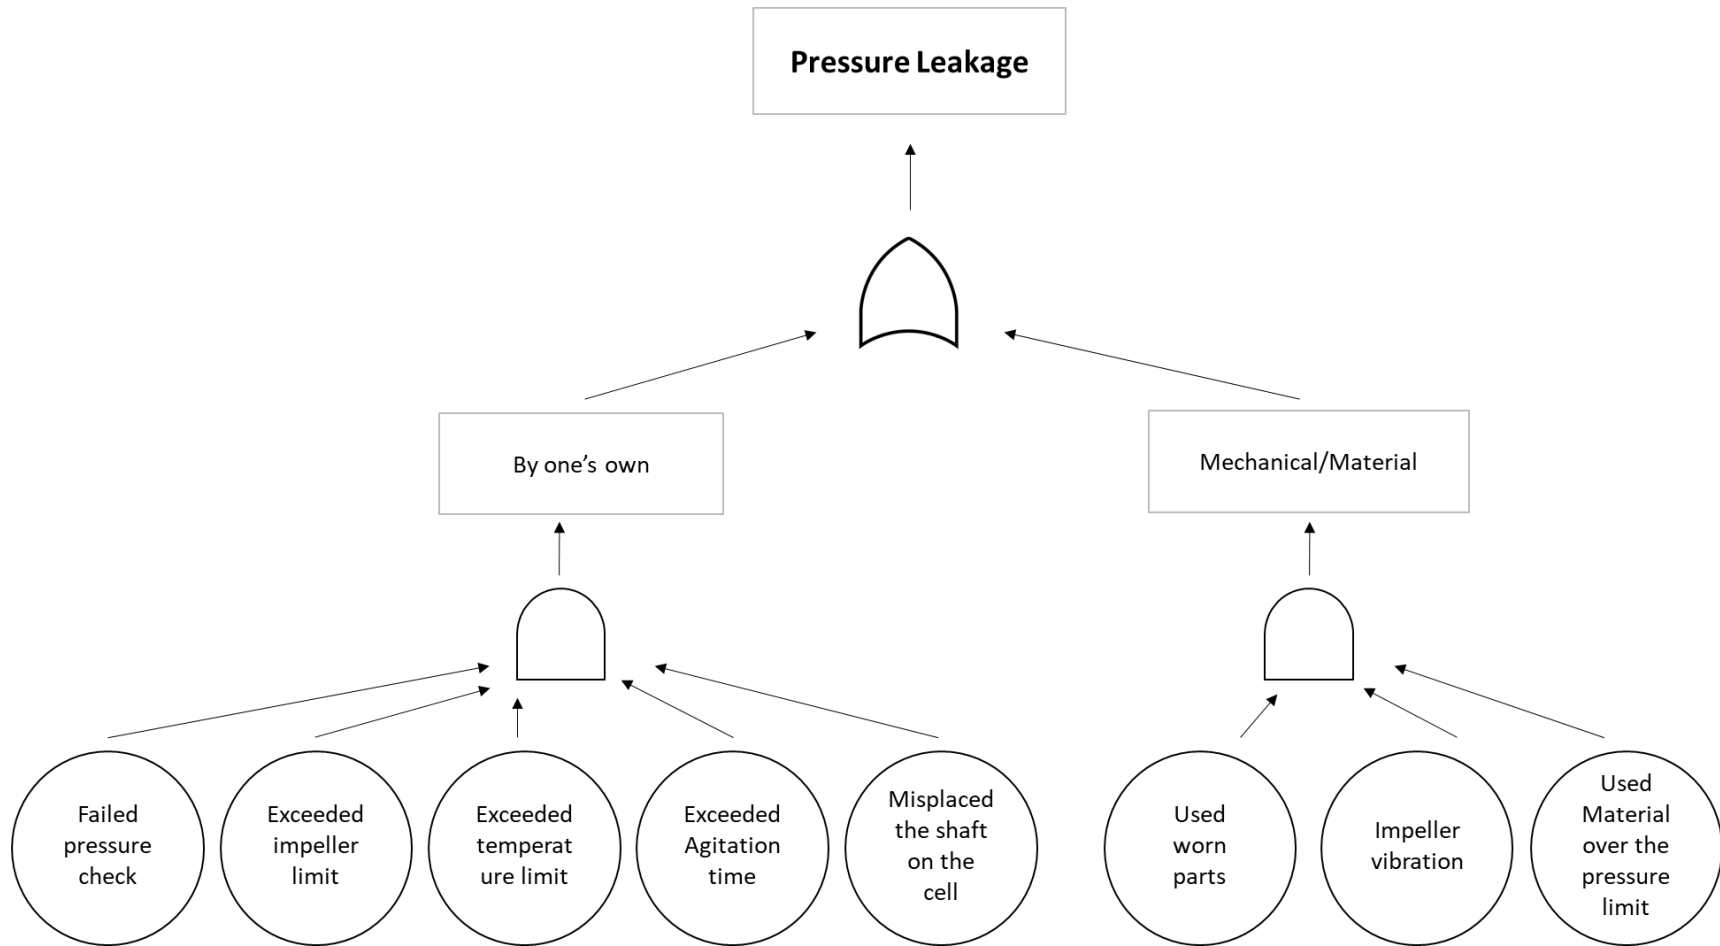 Pressure Leakage
By one's own
Mechanical/Material
Failed
pressure
check
Exceeded
impeller
limit
Exceeded
temperat
ure limit
Exceeded
Agitation
time
Misplaced
the shaft
on the
cell
Used
worn
parts
Impeller
vibration
Used
Material
over the
pressure
limit